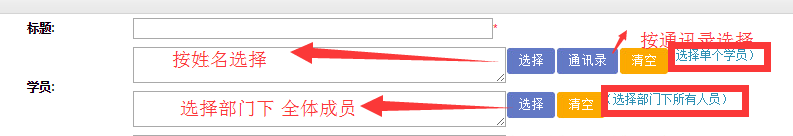 标题: *
按通讯录选择
按姓名选择 选择 通讯录 清空 选择单个学员）
学员:
选择部门下 全体成员 选择 清空 （选择部门下所有人员）